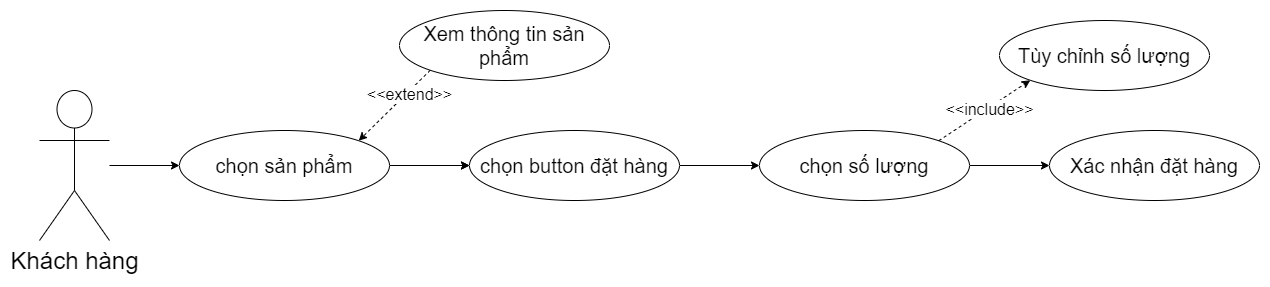 Xem thông tin sản
phẩm
Tùy chỉnh số lượng
<<extend>>
<<include>>
chọn sản phẩm
chọn button đặt hàng
chọn số lượng
Xác nhận đặt hàng
Khách hàng